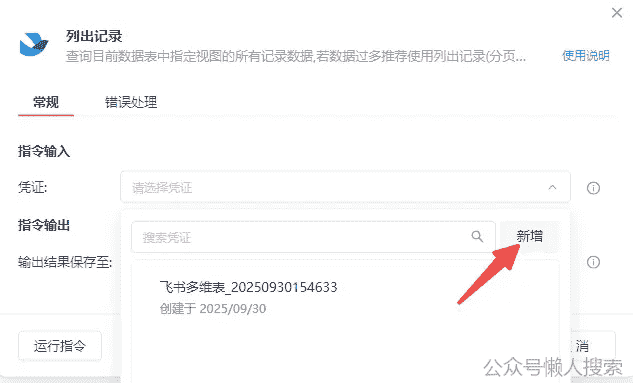 列出记录
查询目前数据表中指定视图的所有记录数据,若数据过多推荐使用列出记录(分页...
使用说明
常规 错误处理
指令输入
凭证: 请选择凭证
指令输出
搜索凭证 新增
输出结果保存至:
飞书多维表_20250930154633
创建于 2025/09/30
运行指令 消
公众号懒人搜索